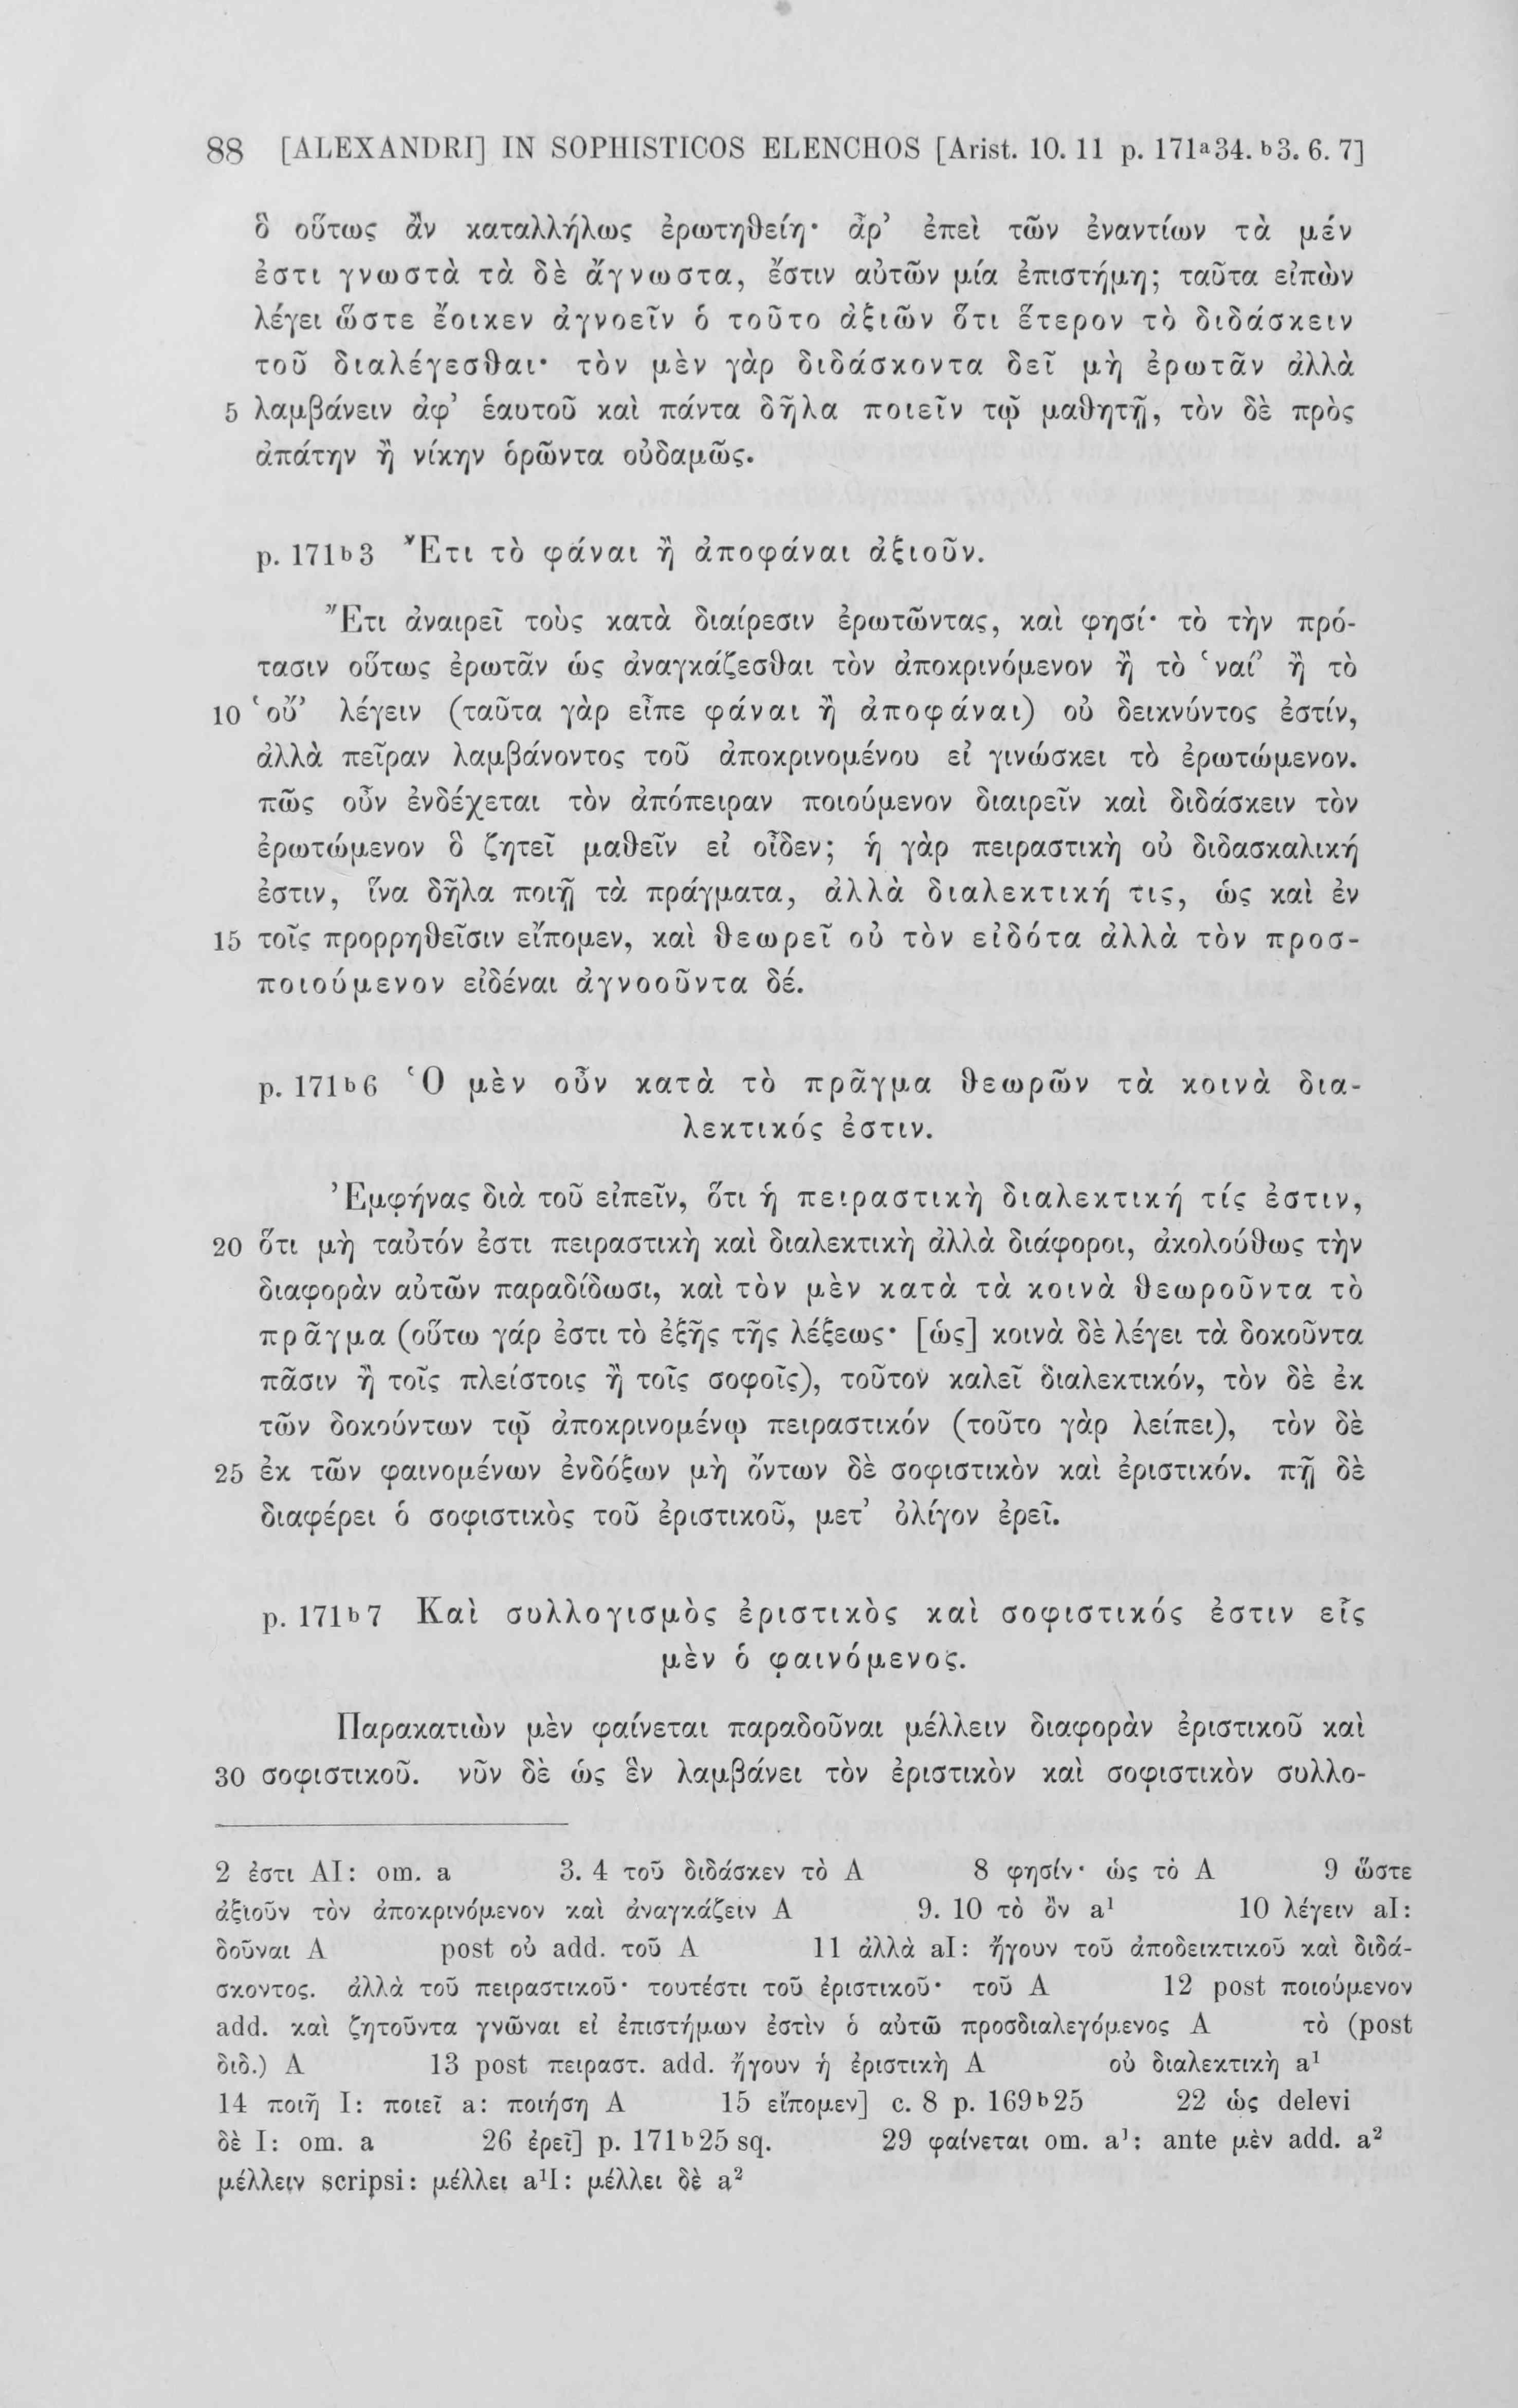 88 [ALEXANDRI] IN SOPHISTICOS ELENCHOS [Arist. 10. 11 p. 171a34. b3. 6. 7]
ὃ οὕτως ἂν καταλλήλως ἐρωτηθείη· ἆρ’ ἐπεὶ τῶν ἐναντίων τὰ μέν
ἐστι γνωστὰ τὰ δὲ ἄγνωστα, ἔστιν αὐτῶν μία ἐπιστήμη; ταῦτα εἰπὼν
λέγει ὥστε ἔοικεν ἀγνοεῖν ὁ τοῦτο ἀξιῶν ὅτι ἕτερον τὸ διδάσκειν
τοῦ διαλέγεσθαι· τὸν μὲν γὰρ διδάσκοντα δεῖ μὴ ἐρωτᾶν ἀλλὰ
5 λαμβάνειν ἀφ’ ἑαυτοῦ καὶ πάντα δῆλα ποιεῖν τῷ μαθητῇ, τὸν δὲ πρὸς
ἀπάτην ἢ νίκην ὁρῶντα οὐδαμῶς.
p. 171b3 Ἔτι τὸ φάναι ἢ ἀποφάναι ἀξιοῦν.
Ἔτι ἀναιρεῖ τοὺς κατὰ διαίρεσιν ἐρωτῶντας, καὶ φησί· τὸ τὴν πρό-
τασιν οὕτως ἐρωτᾶν ὡς ἀναγκάζεσθαι τὸν ἀποκρινόμενον ἢ τὸ ‘ναί’ ἢ τὸ
10 ‘οὔ’ λέγειν (ταῦτα γὰρ εἶπε φάναι ἢ ἀποφάναι) οὐ δεικνύντος ἐστίν,
ἀλλὰ πεῖραν λαμβάνοντος τοῦ ἀποκρινομένου εἰ γινώσκει τὸ ἐρωτώμενον.
πῶς οὖν ἐνδέχεται τὸν ἀπόπειραν ποιούμενον διαιρεῖν καὶ διδάσκειν τὸν
ἐρωτώμενον ὃ ζητεῖ μαθεῖν εἰ οἶδεν; ἡ γὰρ πειραστικὴ οὐ διδασκαλική
ἐστιν, ἵνα δῆλα ποιῇ τὰ πράγματα, ἀλλὰ διαλεκτική τις, ὡς καὶ ἐν
15 τοῖς προρρηθεῖσιν εἴπομεν, καὶ θεωρεῖ οὐ τὸν εἰδότα ἀλλὰ τὸν προσ-
ποιούμενον εἰδέναι ἀγνοοῦντα δέ.
p. 171b6 Ὁ μὲν οὖν κατὰ τὸ πρᾶγμα θεωρῶν τὰ κοινὰ δια-
λεκτικός ἐστιν.
Ἐμφήνας διὰ τοῦ εἰπεῖν, ὅτι ἡ πειραστικὴ διαλεκτική τίς ἐστιν,
20 ὅτι μὴ ταὐτόν ἐστι πειραστικὴ καὶ διαλεκτικὴ ἀλλὰ διάφοροι, ἀκολούθως τὴν
διαφορὰν αὐτῶν παραδίδωσι, καὶ τὸν μὲν κατὰ τὰ κοινὰ θεωροῦντα τὸ
πρᾶγμα (οὕτω γάρ ἐστι τὸ ἑξῆς τῆς λέξεως· [ὡς] κοινὰ δὲ λέγει τὰ δοκοῦντα
πᾶσιν ἢ τοῖς πλείστοις ἢ τοῖς σοφοῖς), τοῦτον καλεῖ διαλεκτικόν, τὸν δὲ ἐκ
τῶν δοκούντων τῷ ἀποκρινομένῳ πειραστικόν (τοῦτο γὰρ λείπει), τὸν δὲ
25 ἐκ τῶν φαινομένων ἐνδόξων μὴ ὄντων δὲ σοφιστικὸν καὶ ἐριστικόν. πῇ δὲ
διαφέρει ὁ σοφιστικὸς τοῦ ἐριστικοῦ, μετ’ ὀλίγον ἐρεῖ.
p. 171b7 Καὶ συλλογισμὸς ἐριστικὸς καὶ σοφιστικός ἐστιν εἷς
μὲν ὁ φαινόμενος.
Παρακατιὼν μὲν φαίνεται παραδοῦναι μέλλειν διαφορὰν ἐριστικοῦ καὶ
30 σοφιστικοῦ. νῦν δὲ ὡς ἓν λαμβάνει τὸν ἐριστικὸν καὶ σοφιστικὸν συλλο-
2 ἐστι AI: om. a 3. 4 τοῦ διδάσκεν τὸ A 8 φησίν· ὡς τὸ A 9 ὥστε
ἀξιοῦν τὸν ἀποκρινόμενον καὶ ἀναγκάζειν A 9. 10 τὸ ὂν a¹ 10 λέγειν aI:
δοῦναι A post οὐ add. τοῦ A 11 ἀλλὰ aI: ἤγουν τοῦ ἀποδεικτικοῦ καὶ διδά-
σκοντος. ἀλλὰ τοῦ πειραστικοῦ· τουτέστι τοῦ ἐριστικοῦ· τοῦ A 12 post ποιούμενον
add. καὶ ζητοῦντα γνῶναι εἰ ἐπιστήμων ἐστὶν ὁ αὐτῶ προσδιαλεγόμενος A τὸ (post
διδ.) A 13 post πειραστ. add. ἤγουν ἡ ἐριστικὴ A οὐ διαλεκτικὴ a¹
14 ποιῆ I: ποιεῖ a: ποιήση A 15 εἴπομεν] c. 8 p. 169b25 22 ὡς delevi
δὲ I: om. a 26 ἐρεῖ] p. 171b25 sq. 29 φαίνεται om. a¹: ante μὲν add. a²
μέλλειν scripsi: μέλλει a¹I: μέλλει δὲ a²